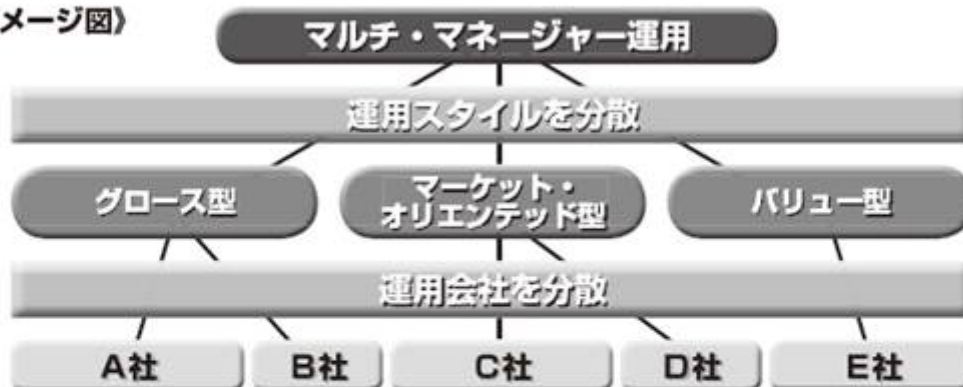 メージ図》
マルチ・マネージャー運用
運用スタイルを分散
グロース型
マーケット・
オリエンテッド型
バリュー型
運用会社を分散
A社
B社
C社
D社
E社